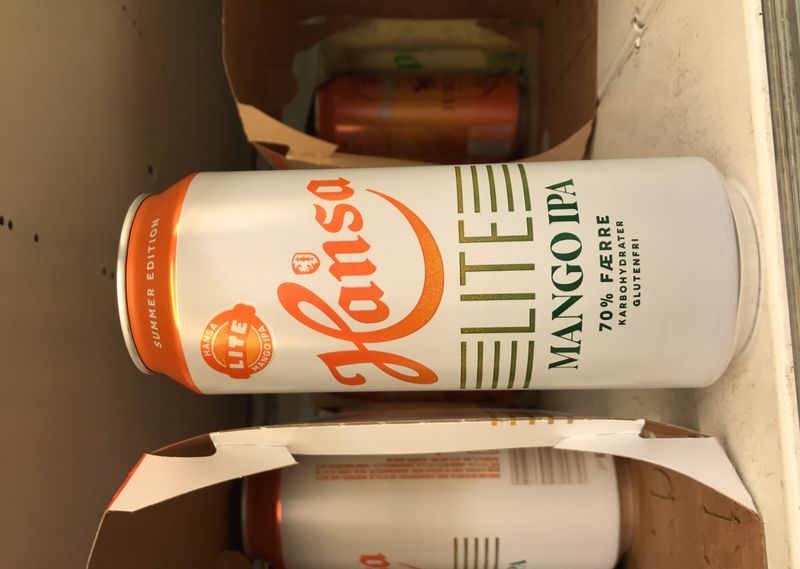 SUMMER EDITION
HANSA
LITE
MANGO IPA
Hansa
LITE
MANGO IPA
70% FÆRRE
KARBOHYDRATER
GLUTENFRI